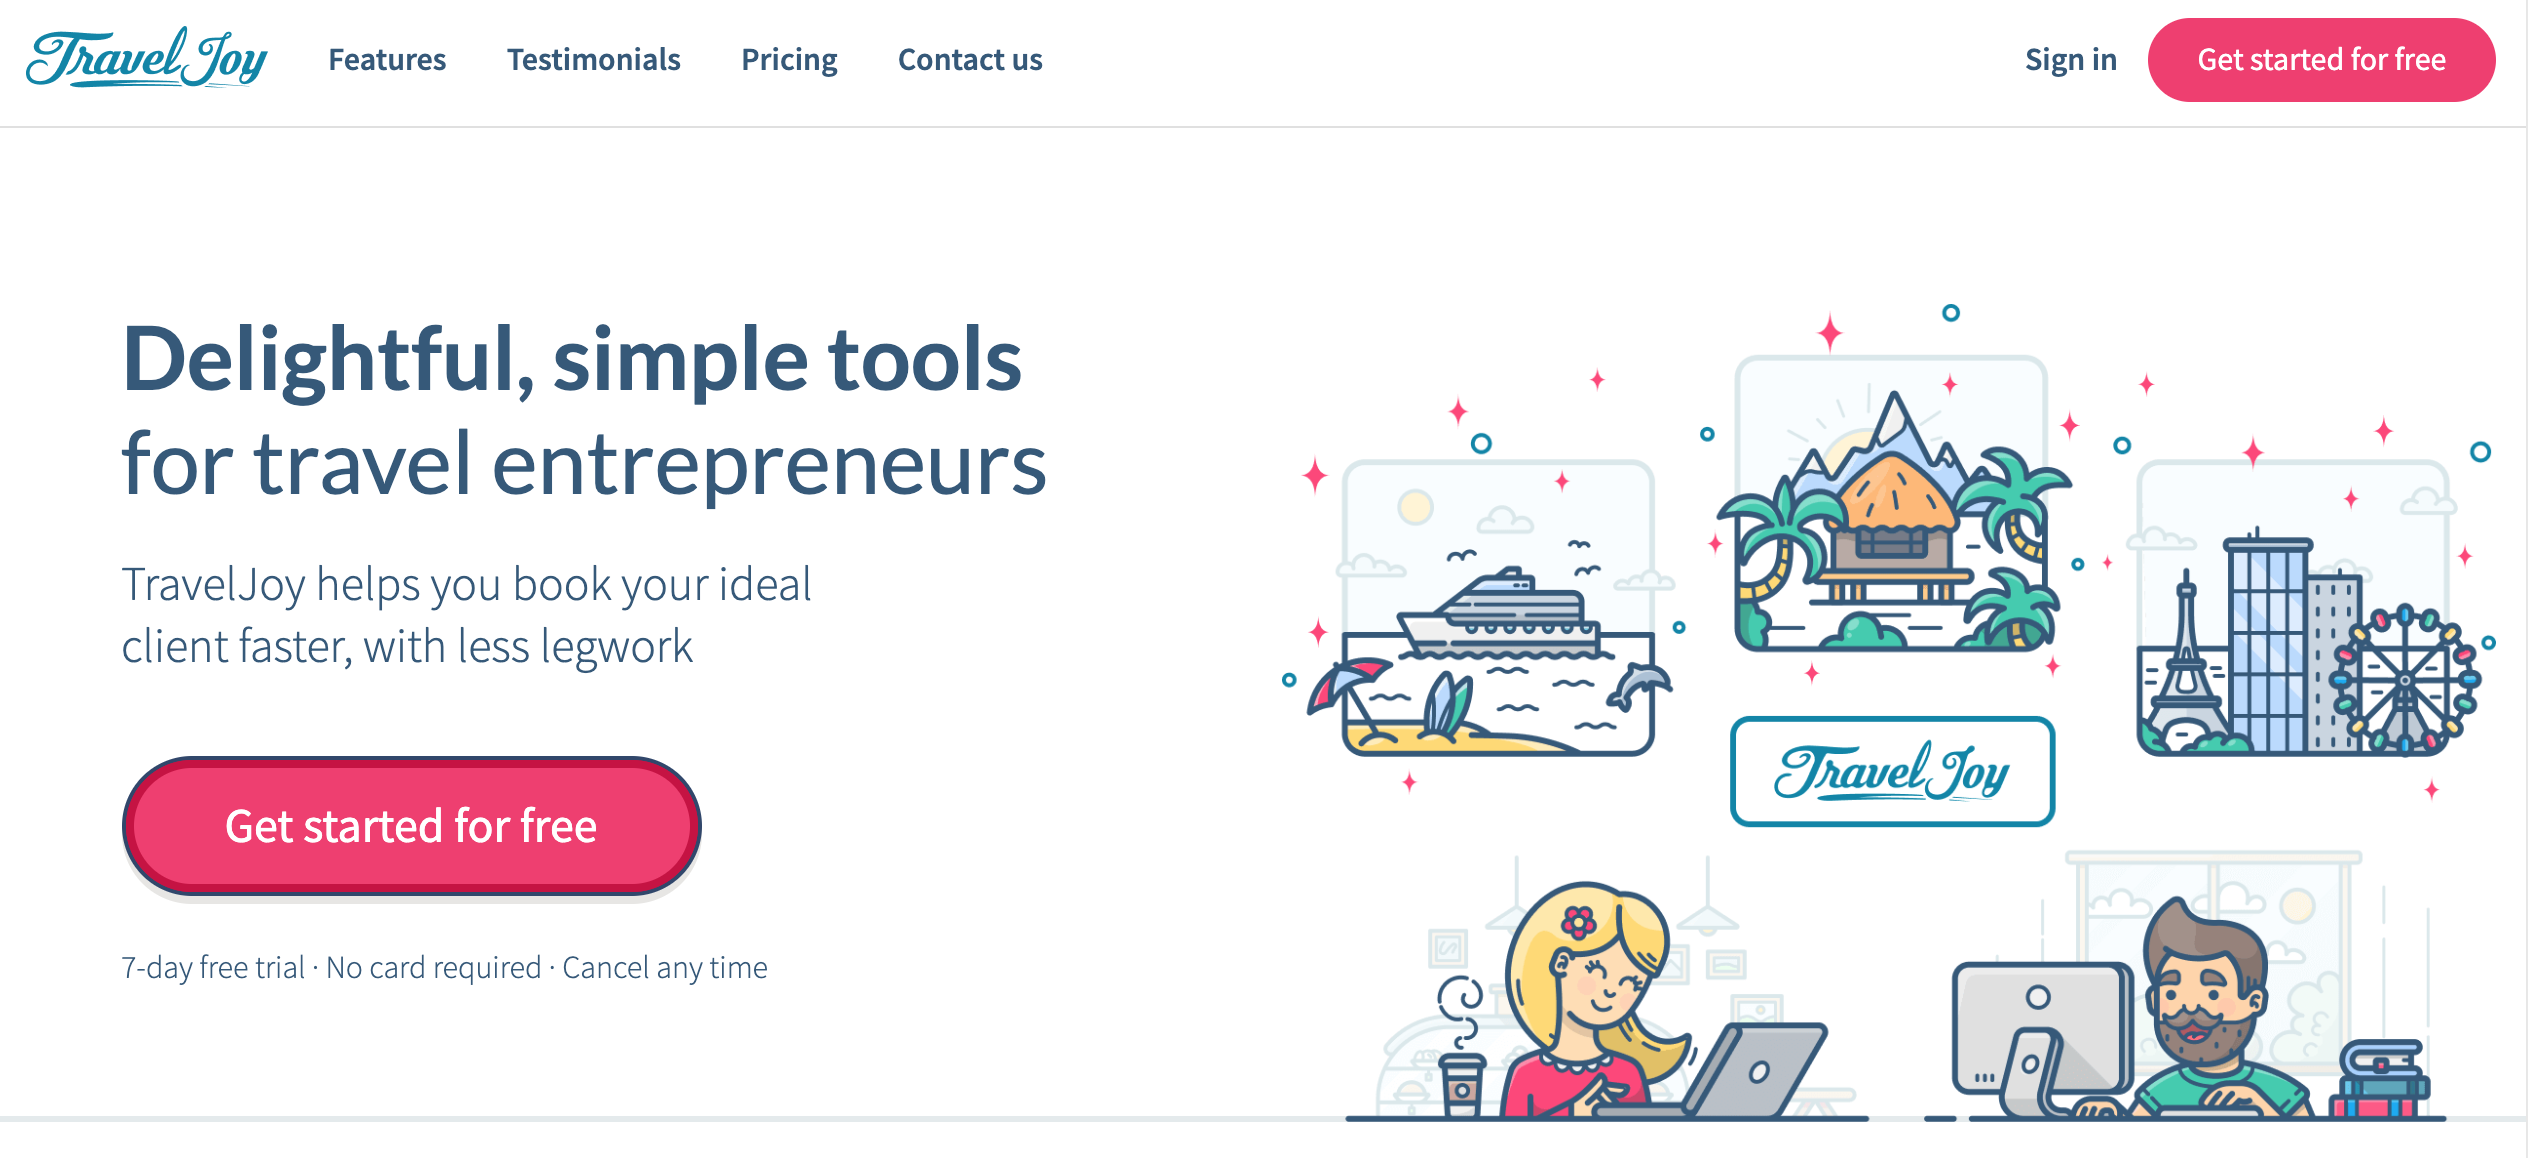 TravelJoy
Features
Testimonials
Pricing
Contact us
Sign in
Get started for free
Delightful, simple tools
for travel entrepreneurs
TravelJoy helps you book your ideal
client faster, with less legwork
Get started for free
7-day free trial · No card required · Cancel any time
TravelJoy